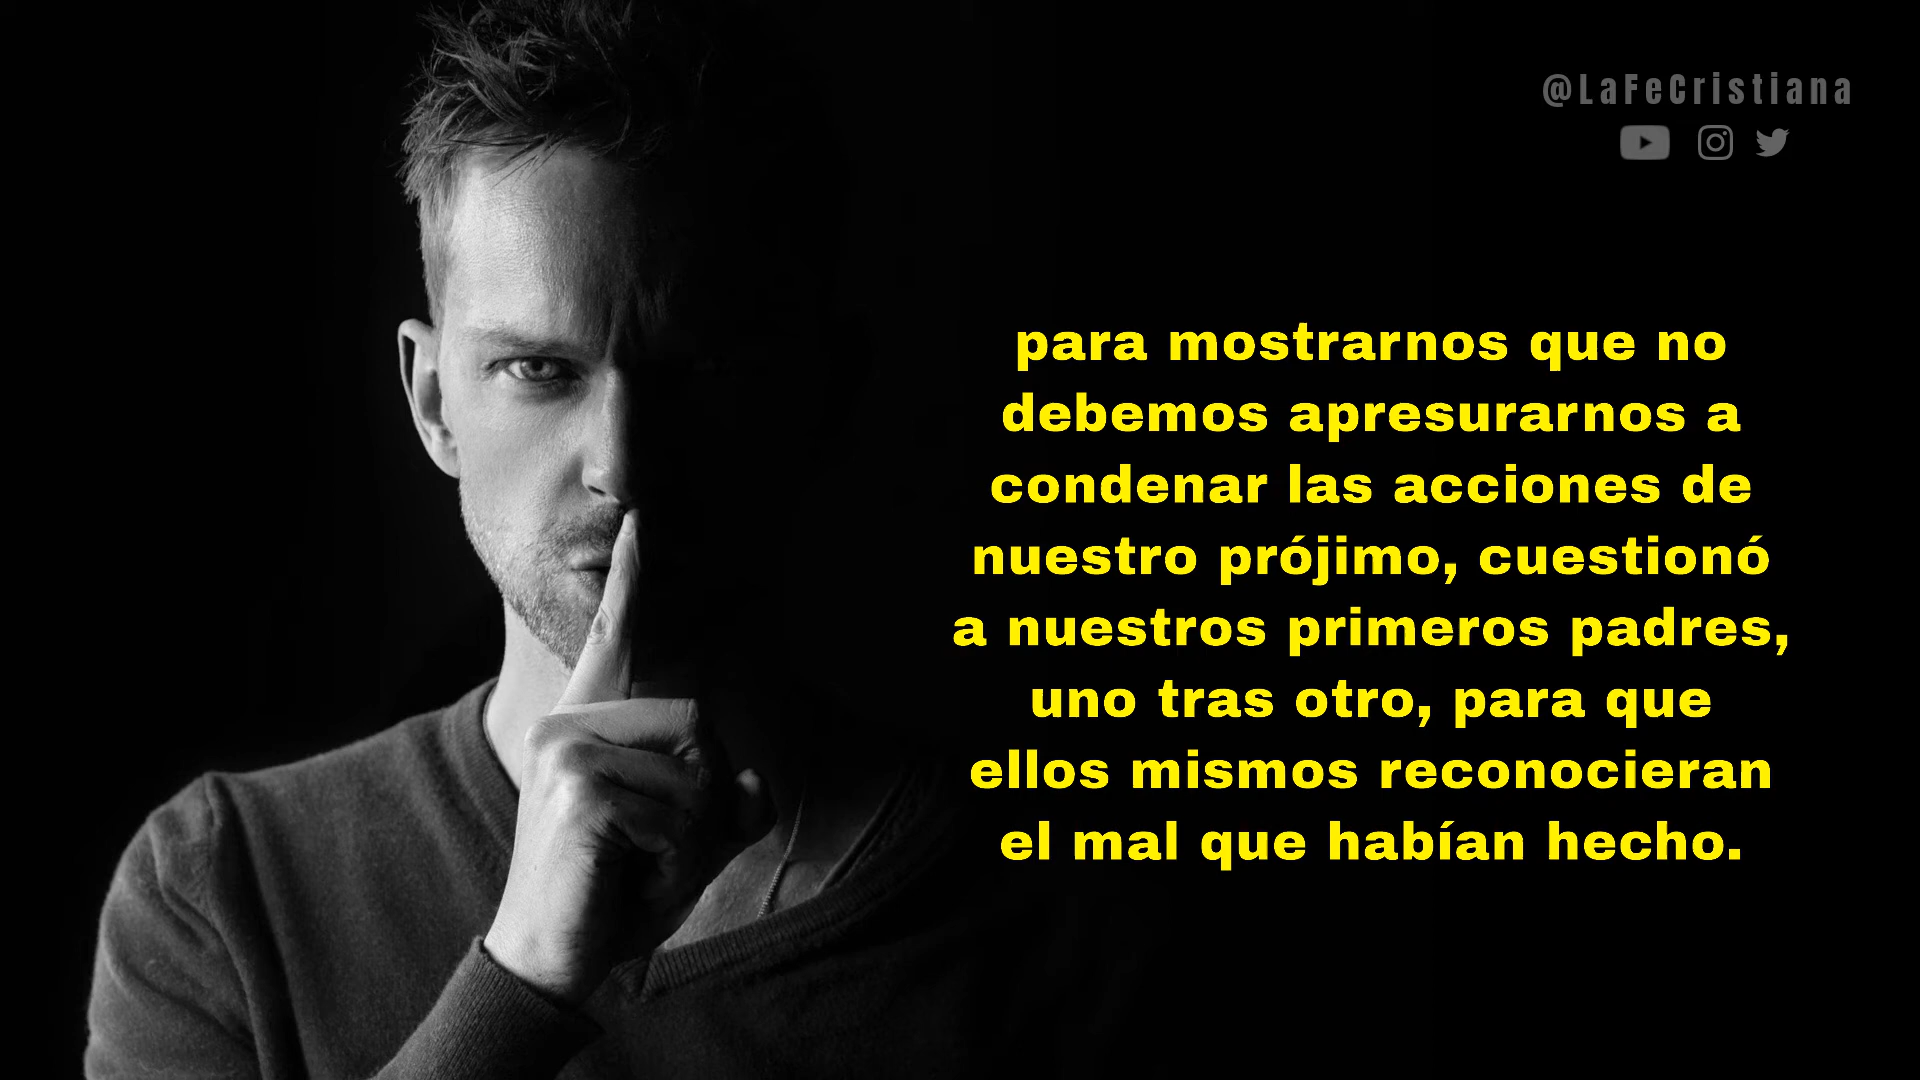 @LaFeCristiana
para mostrarnos que no
debemos apresurarnos a
condenar las acciones de
nuestro prójimo, cuestionó
a nuestros primeros padres,
uno tras otro, para que
ellos mismos reconocieran
el mal que habían hecho.